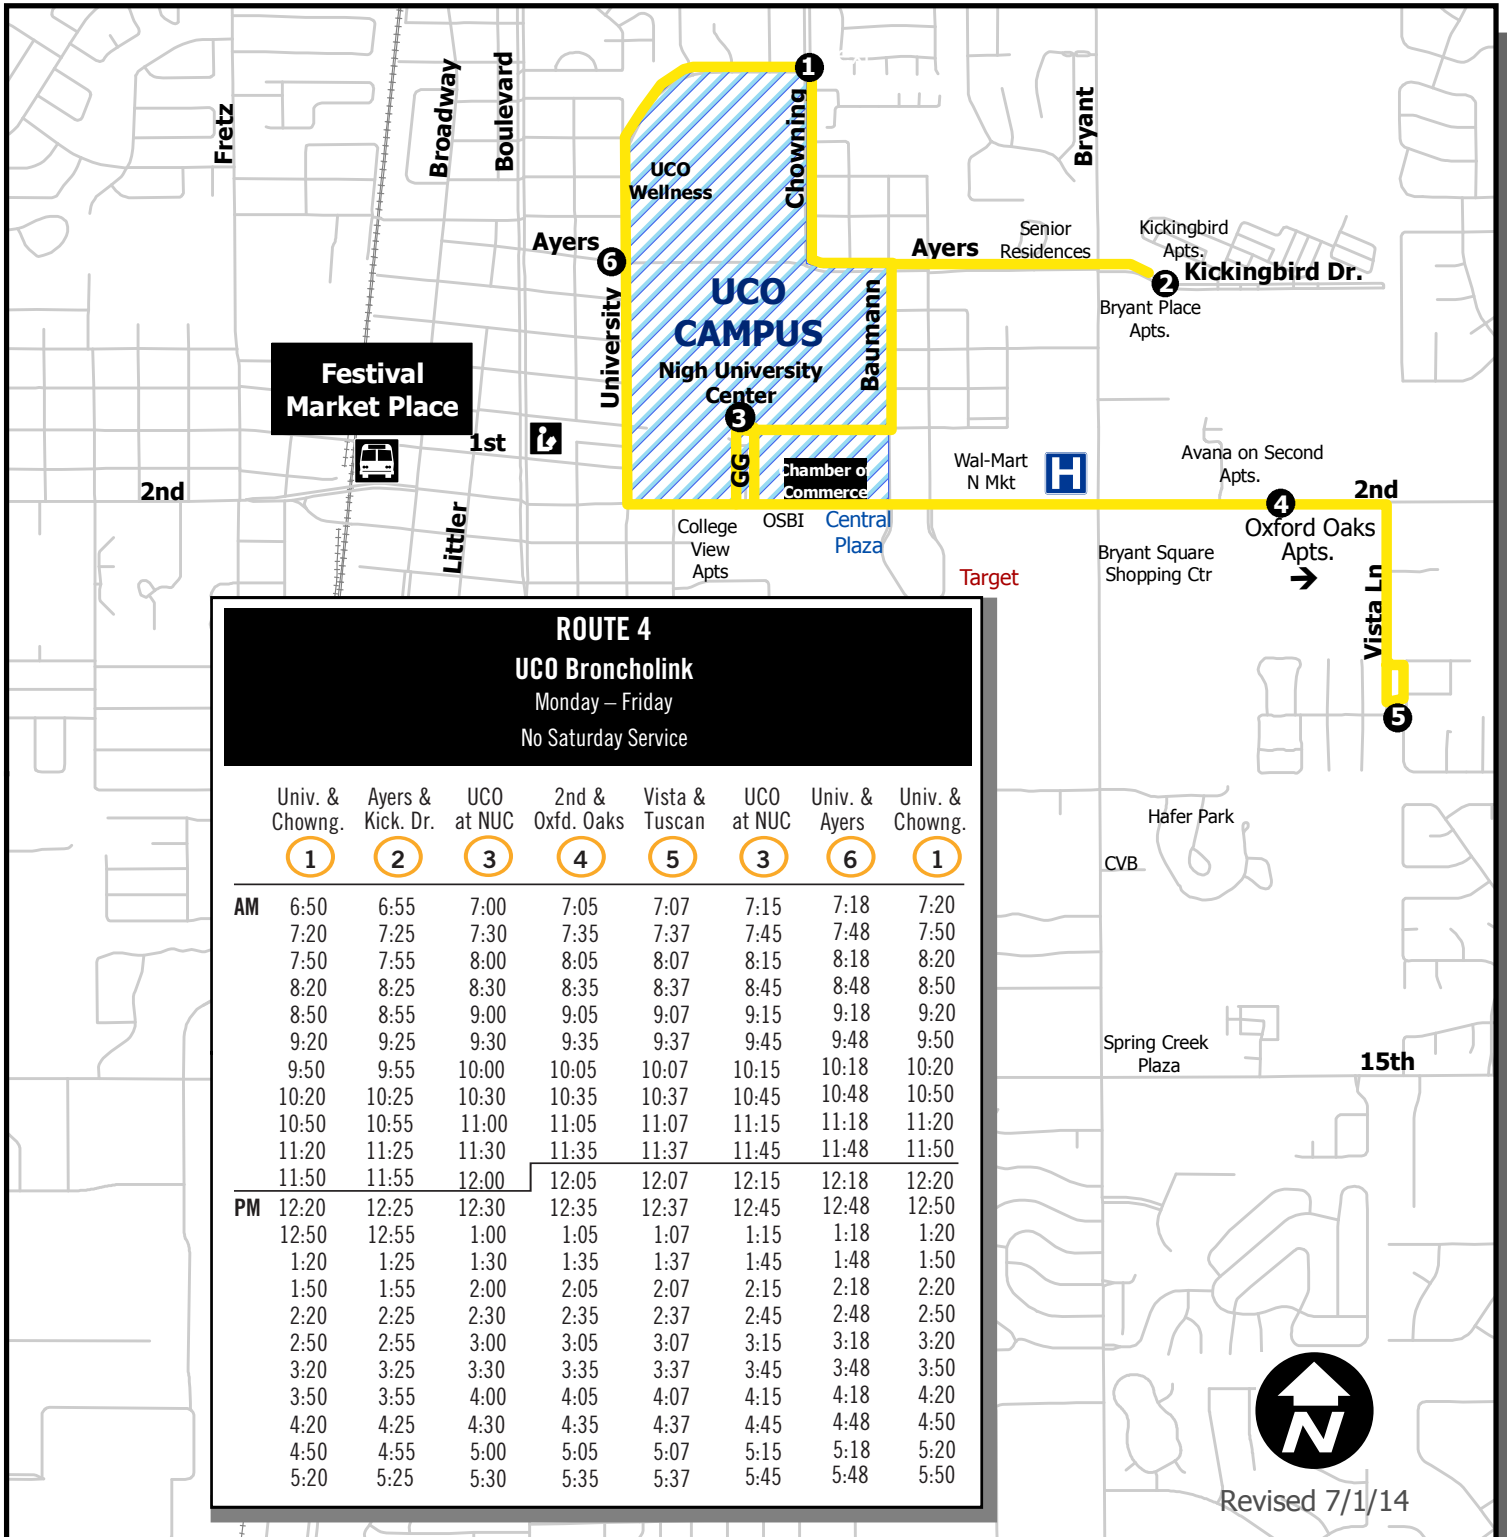 1
Fretz
Broadway
Boulevard
Chowning
Bryant
UCO
Wellness
Ayers
6
University
Ayers
Senior
Residences
Kickingbird
Apts.
Kickingbird Dr.
2
Bryant Place
Apts.
UCO
CAMPUS
Baumann
Nigh University
Center
3
Festival
Market Place
1st
2nd
Littler
GG
Chamber of
Commerce
Wal-Mart
N Mkt
H
Avana on Second
Apts.
2nd
4
College
View
Apts
OSBI
Central
Plaza
Target
Bryant Square
Shopping Ctr
Oxford Oaks
Apts.
Vista Ln
5
Hafer Park
CVB
Spring Creek
Plaza
15th
N
Revised 7/1/14
ROUTE 4
UCO Broncholink
Monday – Friday
No Saturday Service
Univ. & Ayers & UCO 2nd & Vista & UCO Univ. & Univ. &
Chowng. Kick. Dr. at NUC Oxfd. Oaks Tuscan at NUC Ayers Chowng.
1 2 3 4 5 3 6 1
AM 6:50 6:55 7:00 7:05 7:07 7:15 7:18 7:20
7:20 7:25 7:30 7:35 7:37 7:45 7:48 7:50
7:50 7:55 8:00 8:05 8:07 8:15 8:18 8:20
8:20 8:25 8:30 8:35 8:37 8:45 8:48 8:50
8:50 8:55 9:00 9:05 9:07 9:15 9:18 9:20
9:20 9:25 9:30 9:35 9:37 9:45 9:48 9:50
9:50 9:55 10:00 10:05 10:07 10:15 10:18 10:20
10:20 10:25 10:30 10:35 10:37 10:45 10:48 10:50
10:50 10:55 11:00 11:05 11:07 11:15 11:18 11:20
11:20 11:25 11:30 11:35 11:37 11:45 11:48 11:50
11:50 11:55 12:00 12:05 12:07 12:15 12:18 12:20
PM 12:20 12:25 12:30 12:35 12:37 12:45 12:48 12:50
12:50 12:55 1:00 1:05 1:07 1:15 1:18 1:20
1:20 1:25 1:30 1:35 1:37 1:45 1:48 1:50
1:50 1:55 2:00 2:05 2:07 2:15 2:18 2:20
2:20 2:25 2:30 2:35 2:37 2:45 2:48 2:50
2:50 2:55 3:00 3:05 3:07 3:15 3:18 3:20
3:20 3:25 3:30 3:35 3:37 3:45 3:48 3:50
3:50 3:55 4:00 4:05 4:07 4:15 4:18 4:20
4:20 4:25 4:30 4:35 4:37 4:45 4:48 4:50
4:50 4:55 5:00 5:05 5:07 5:15 5:18 5:20
5:20 5:25 5:30 5:35 5:37 5:45 5:48 5:50